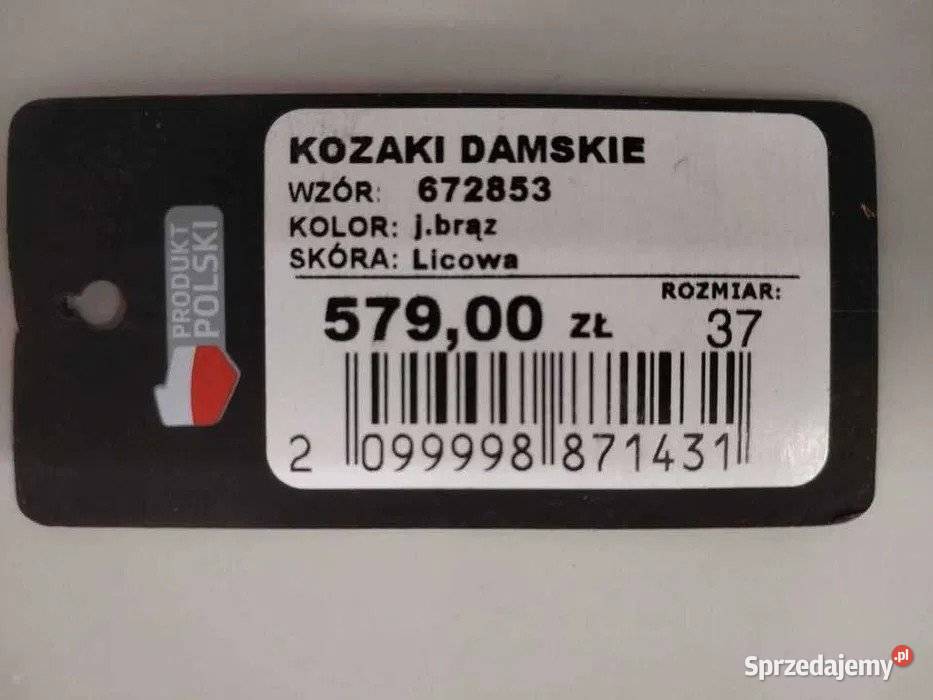 KOZAKI DAMSKIE
WZÓR: 672853
KOLOR: j.brąz
SKÓRA: Licowa
579,00 ZŁ
ROZMIAR:
37
2 099998 871431
PRODUKT
POLSKI
Sprzedajemy.pl